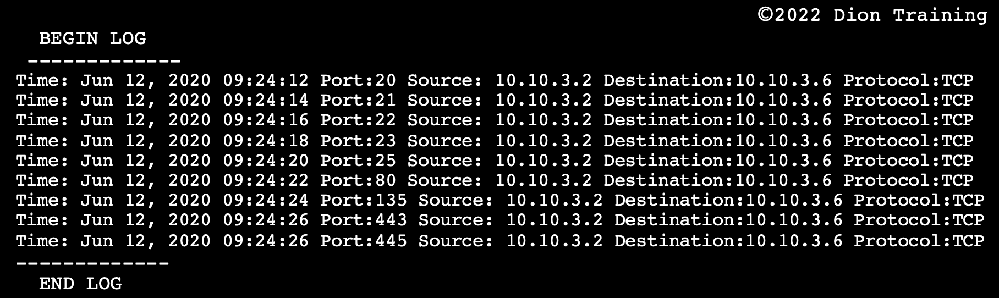 ©2022 Dion Training
BEGIN LOG
-------------
Time: Jun 12, 2020 09:24:12 Port:20 Source: 10.10.3.2 Destination:10.10.3.6 Protocol:TCP
Time: Jun 12, 2020 09:24:14 Port:21 Source: 10.10.3.2 Destination:10.10.3.6 Protocol:TCP
Time: Jun 12, 2020 09:24:16 Port:22 Source: 10.10.3.2 Destination:10.10.3.6 Protocol:TCP
Time: Jun 12, 2020 09:24:18 Port:23 Source: 10.10.3.2 Destination:10.10.3.6 Protocol:TCP
Time: Jun 12, 2020 09:24:20 Port:25 Source: 10.10.3.2 Destination:10.10.3.6 Protocol:TCP
Time: Jun 12, 2020 09:24:22 Port:80 Source: 10.10.3.2 Destination:10.10.3.6 Protocol:TCP
Time: Jun 12, 2020 09:24:24 Port:135 Source: 10.10.3.2 Destination:10.10.3.6 Protocol:TCP
Time: Jun 12, 2020 09:24:26 Port:443 Source: 10.10.3.2 Destination:10.10.3.6 Protocol:TCP
Time: Jun 12, 2020 09:24:26 Port:445 Source: 10.10.3.2 Destination:10.10.3.6 Protocol:TCP
-------------
END LOG